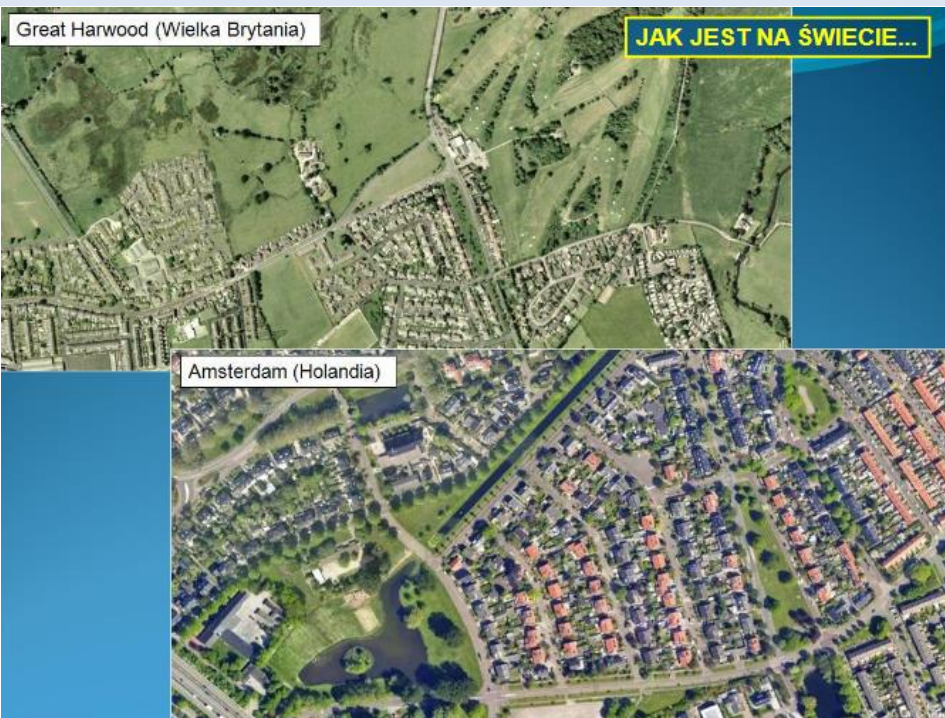 Great Harwood (Wielka Brytania)
JAK JEST NA ŚWIECIE...
Amsterdam (Holandia)